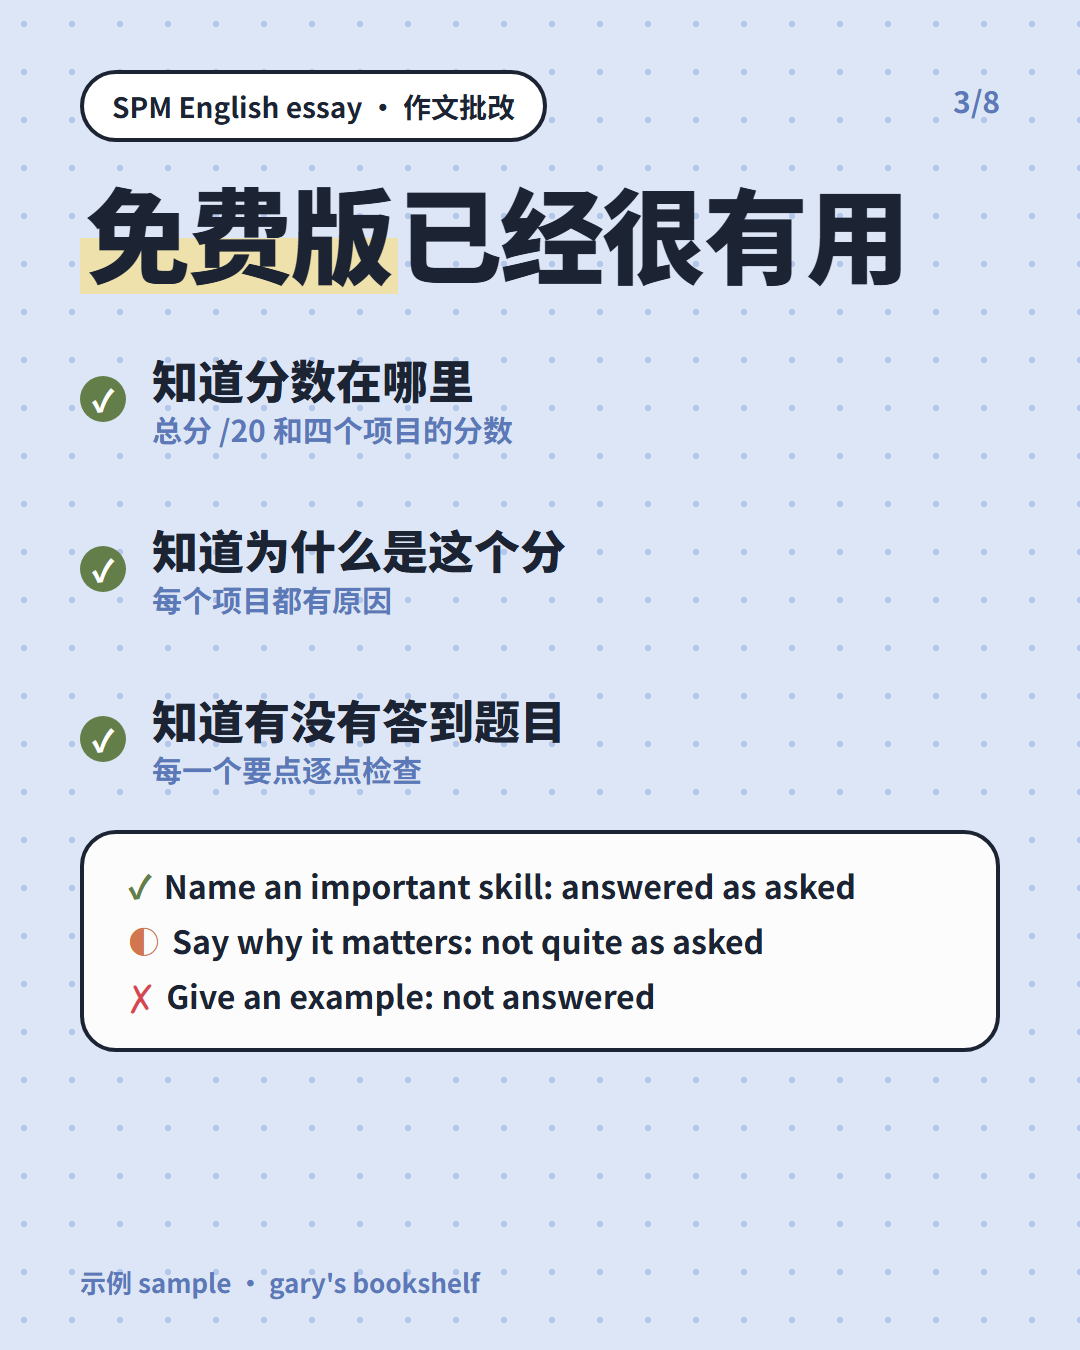 SPM English essay · 作文批改
3/8
免费版已经很有用
✓ 知道分数在哪里
总分 /20 和四个项目的分数
✓ 知道为什么是这个分
每个项目都有原因
✓ 知道有没有答到题目
每一个要点逐点检查
✓ Name an important skill: answered as asked
◐ Say why it matters: not quite as asked
✗ Give an example: not answered
示例 sample · gary's bookshelf